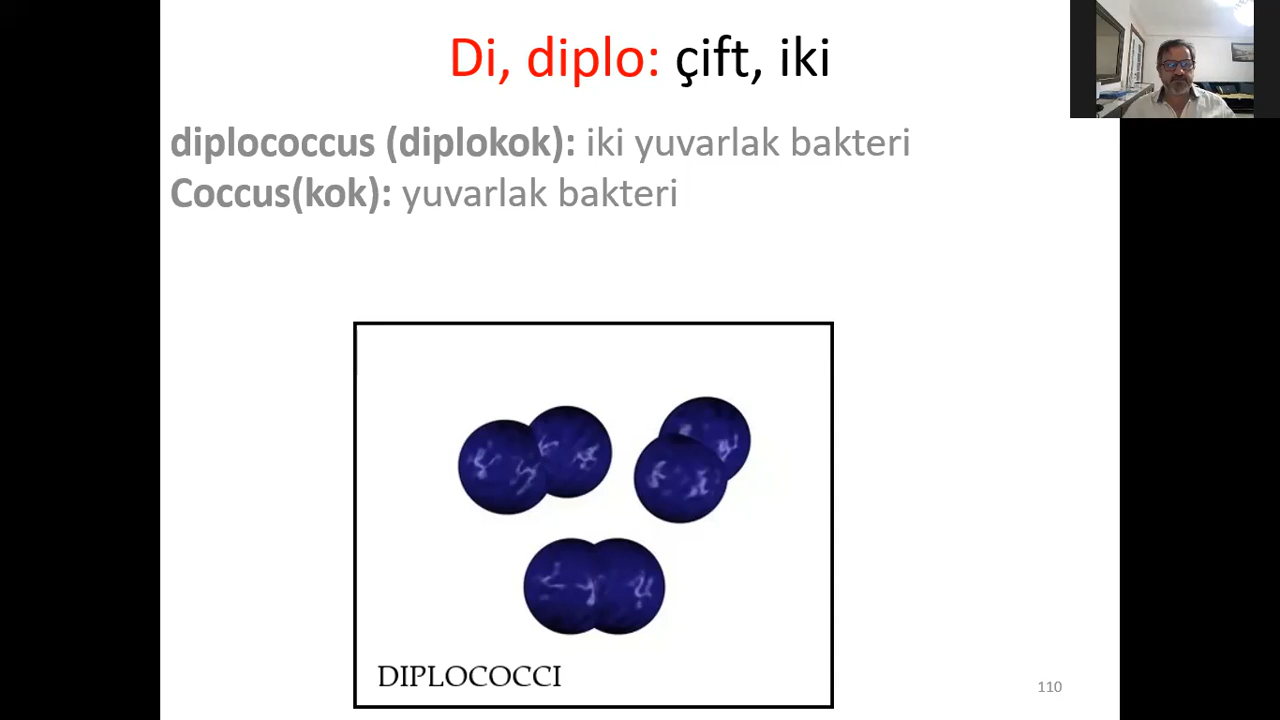 Di, diplo: çift, iki
diplococcus (diplokok): iki yuvarlak bakteri
Coccus(kok): yuvarlak bakteri
DIPLOCOCCI
110